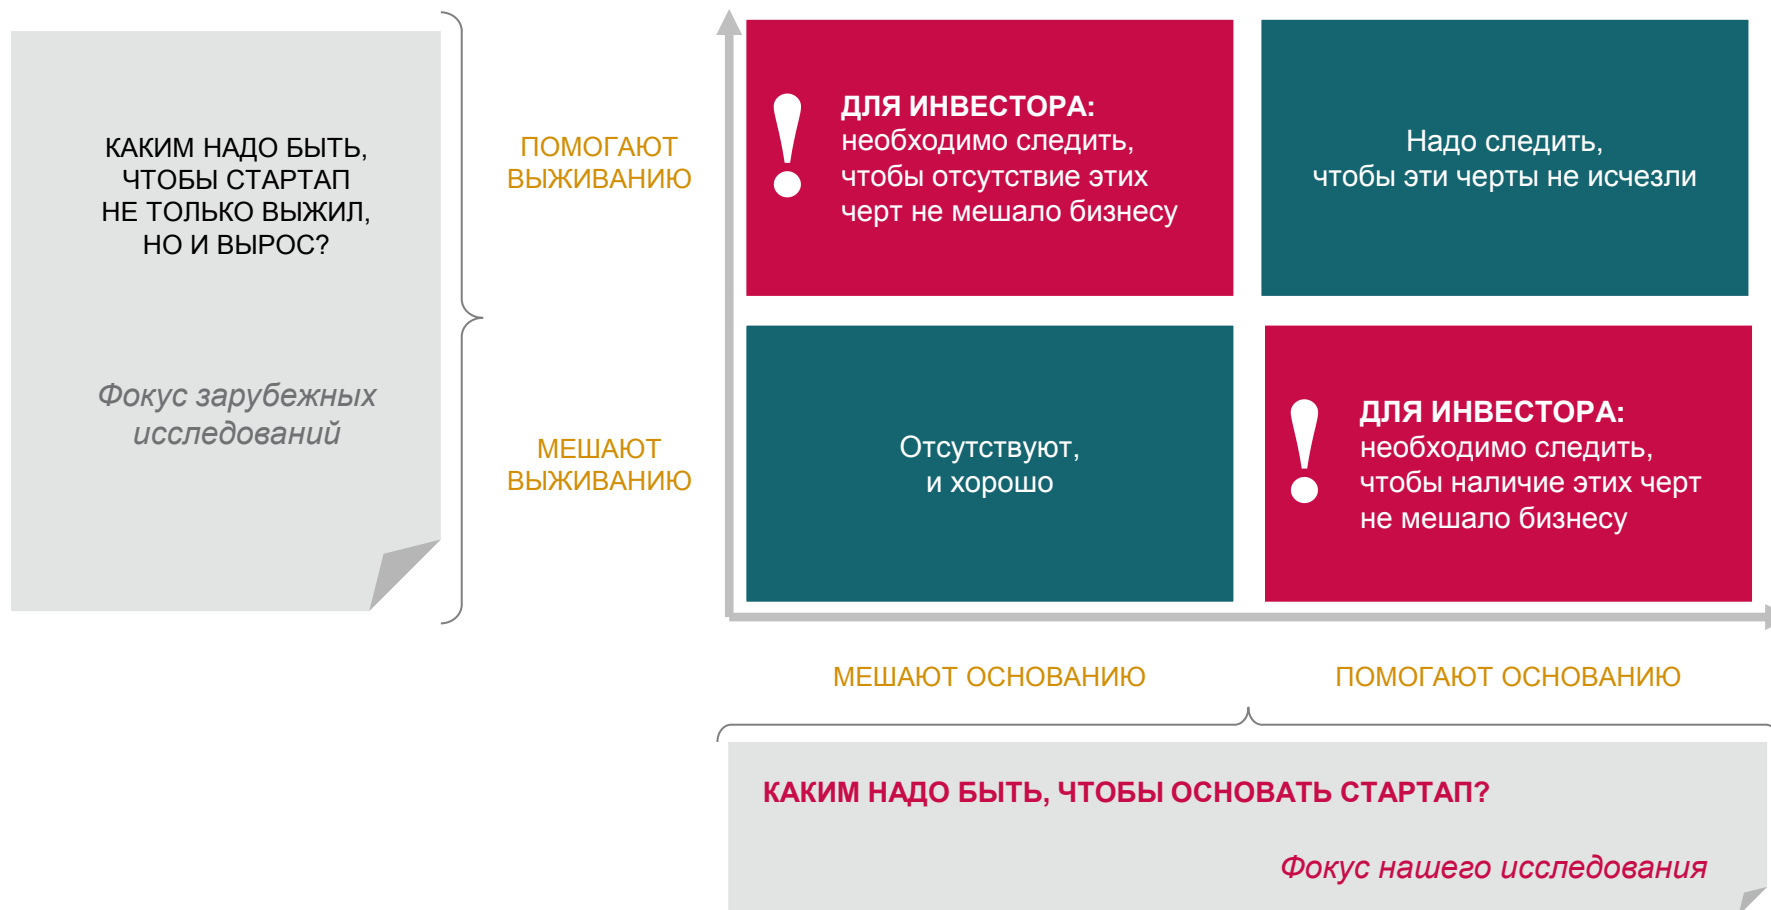 КАКИМ НАДО БЫТЬ,
ЧТОБЫ СТАРТАП
НЕ ТОЛЬКО ВЫЖИЛ,
НО И ВЫРОС?
Фокус зарубежных
исследований
ПОМОГАЮТ
ВЫЖИВАНИЮ
МЕШАЮТ
ВЫЖИВАНИЮ
!
ДЛЯ ИНВЕСТОРА:
необходимо следить,
чтобы отсутствие этих
черт не мешало бизнесу
Надо следить,
чтобы эти черты не исчезли
Отсутствуют,
и хорошо
!
ДЛЯ ИНВЕСТОРА:
необходимо следить,
чтобы наличие этих черт
не мешало бизнесу
МЕШАЮТ ОСНОВАНИЮ
ПОМОГАЮТ ОСНОВАНИЮ
КАКИМ НАДО БЫТЬ, ЧТОБЫ ОСНОВАТЬ СТАРТАП?
Фокус нашего исследования